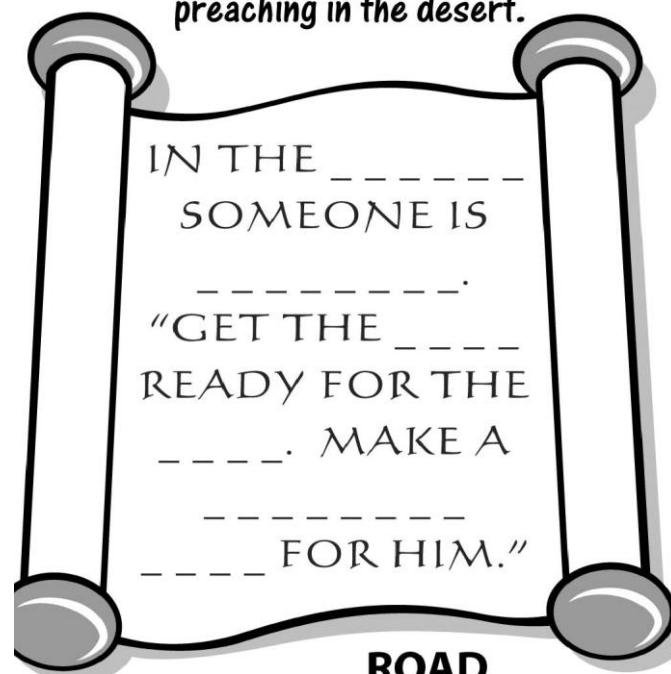 preaching in the desert.
IN THE _ _ _ _ _ _
SOMEONE IS
_ _ _ _ _ _ _ _.
"GET THE _ _ _ _
READY FOR THE
_ _ _ _. MAKE A
_ _ _ _ _ _ _ _
_ _ _ _ FOR HIM."
ROAD